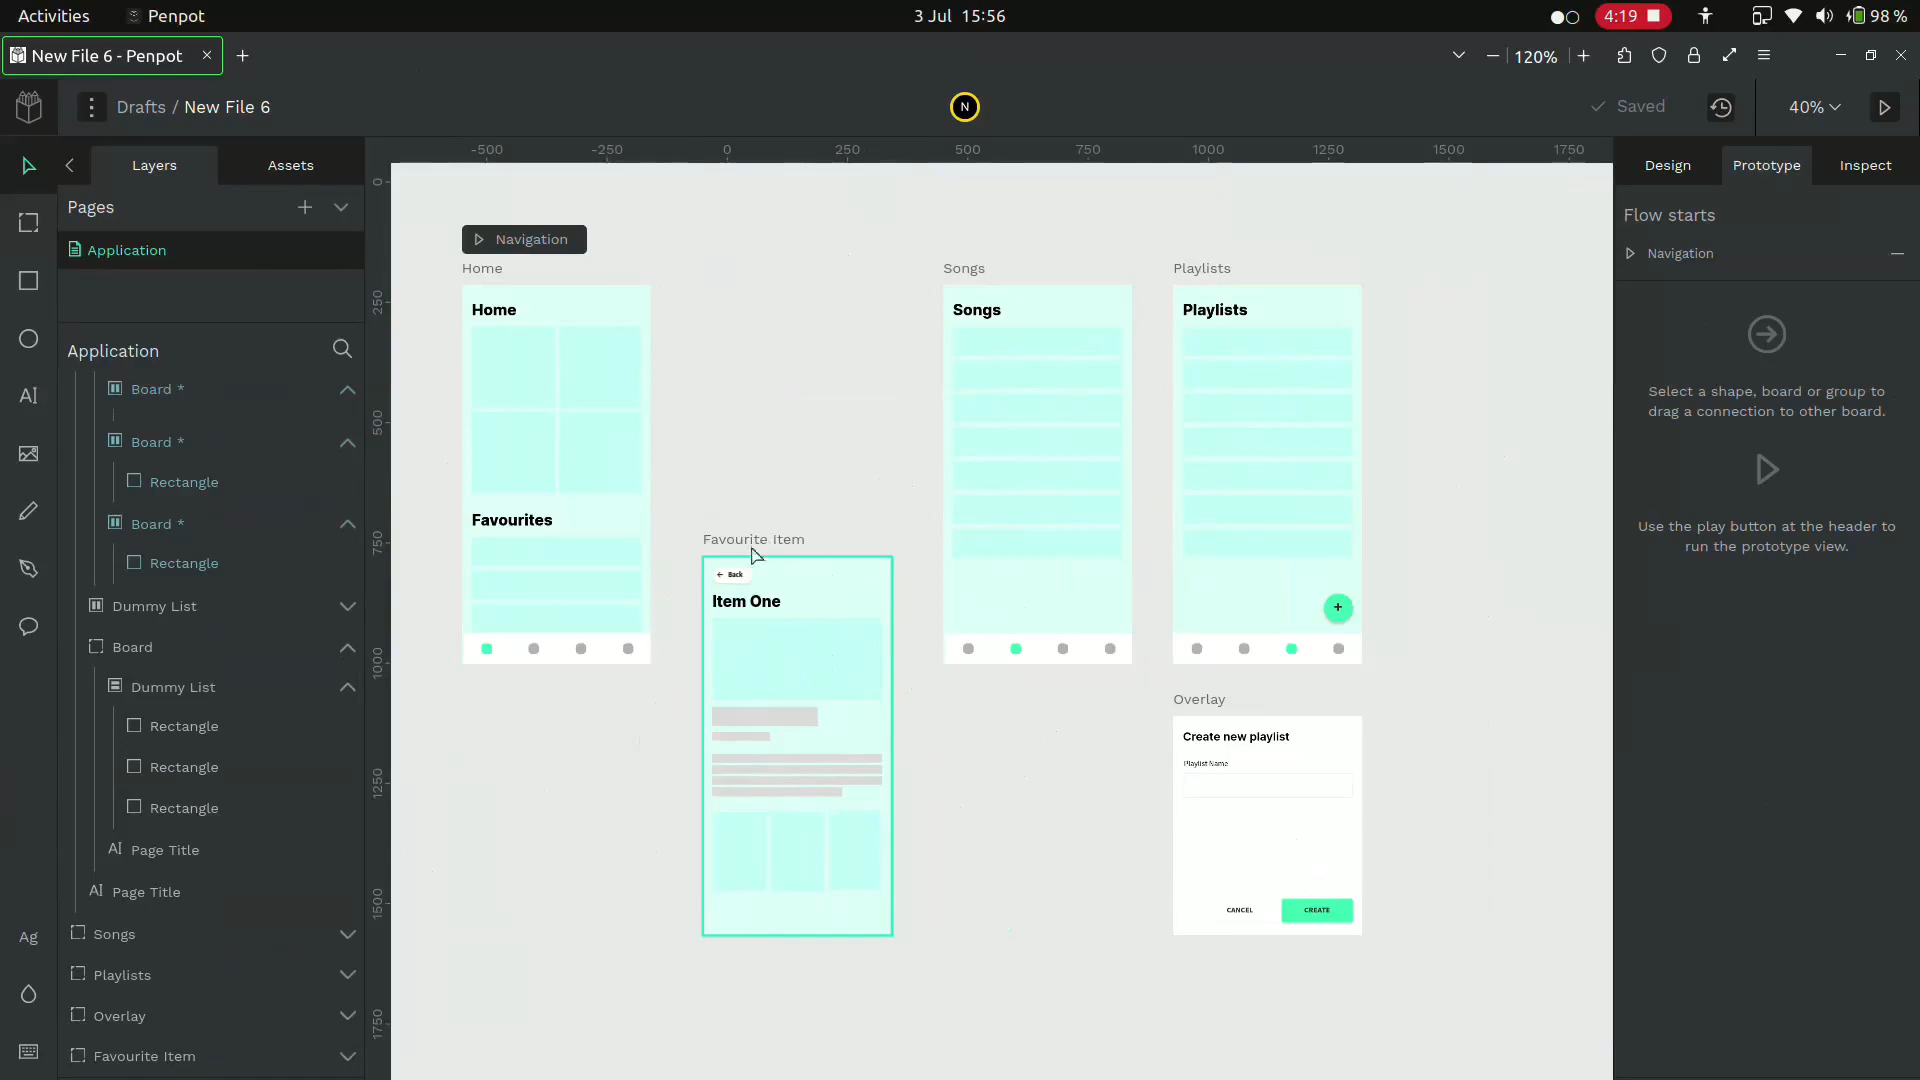 Activities
Penpot
3 Jul 15:56
4:19
98 %
New File 6 - Penpot
120%
Drafts / New File 6
N
Saved
40%
Layers
Assets
Pages
Application
Application
Board *
Board *
Rectangle
Board *
Rectangle
Dummy List
Board
Dummy List
Rectangle
Rectangle
Rectangle
Page Title
Page Title
Songs
Playlists
Overlay
Favourite Item
Ag
-500
-250
0
250
500
750
1000
1250
1500
1750
0
250
500
750
1000
1250
1500
1750
Navigation
Home
Home
Favourites
Favourite Item
Back
Item One
Songs
Songs
Playlists
Playlists
+
Overlay
Create new playlist
Playlist Name
CANCEL
CREATE
Design
Prototype
Inspect
Flow starts
Navigation
Select a shape, board or group to
drag a connection to other board.
Use the play button at the header to
run the prototype view.